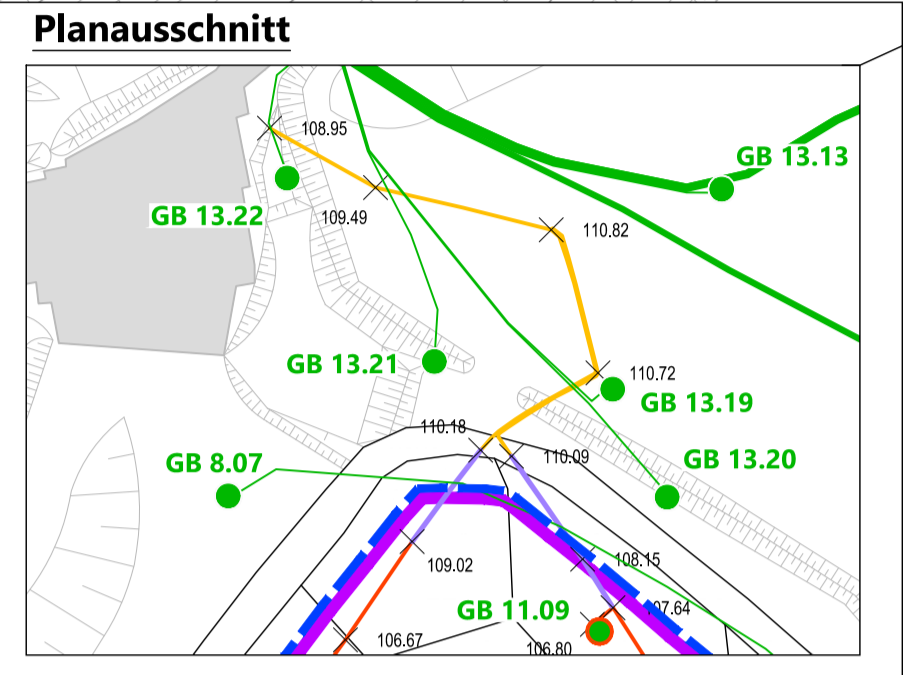 Planausschnitt
108.95
GB 13.13
GB 13.22
109.49
110.82
GB 13.21
110.72
GB 13.19
110.18
110.09
GB 8.07
GB 13.20
108.15
109.02
GB 11.09
107.64
106.67
106.80